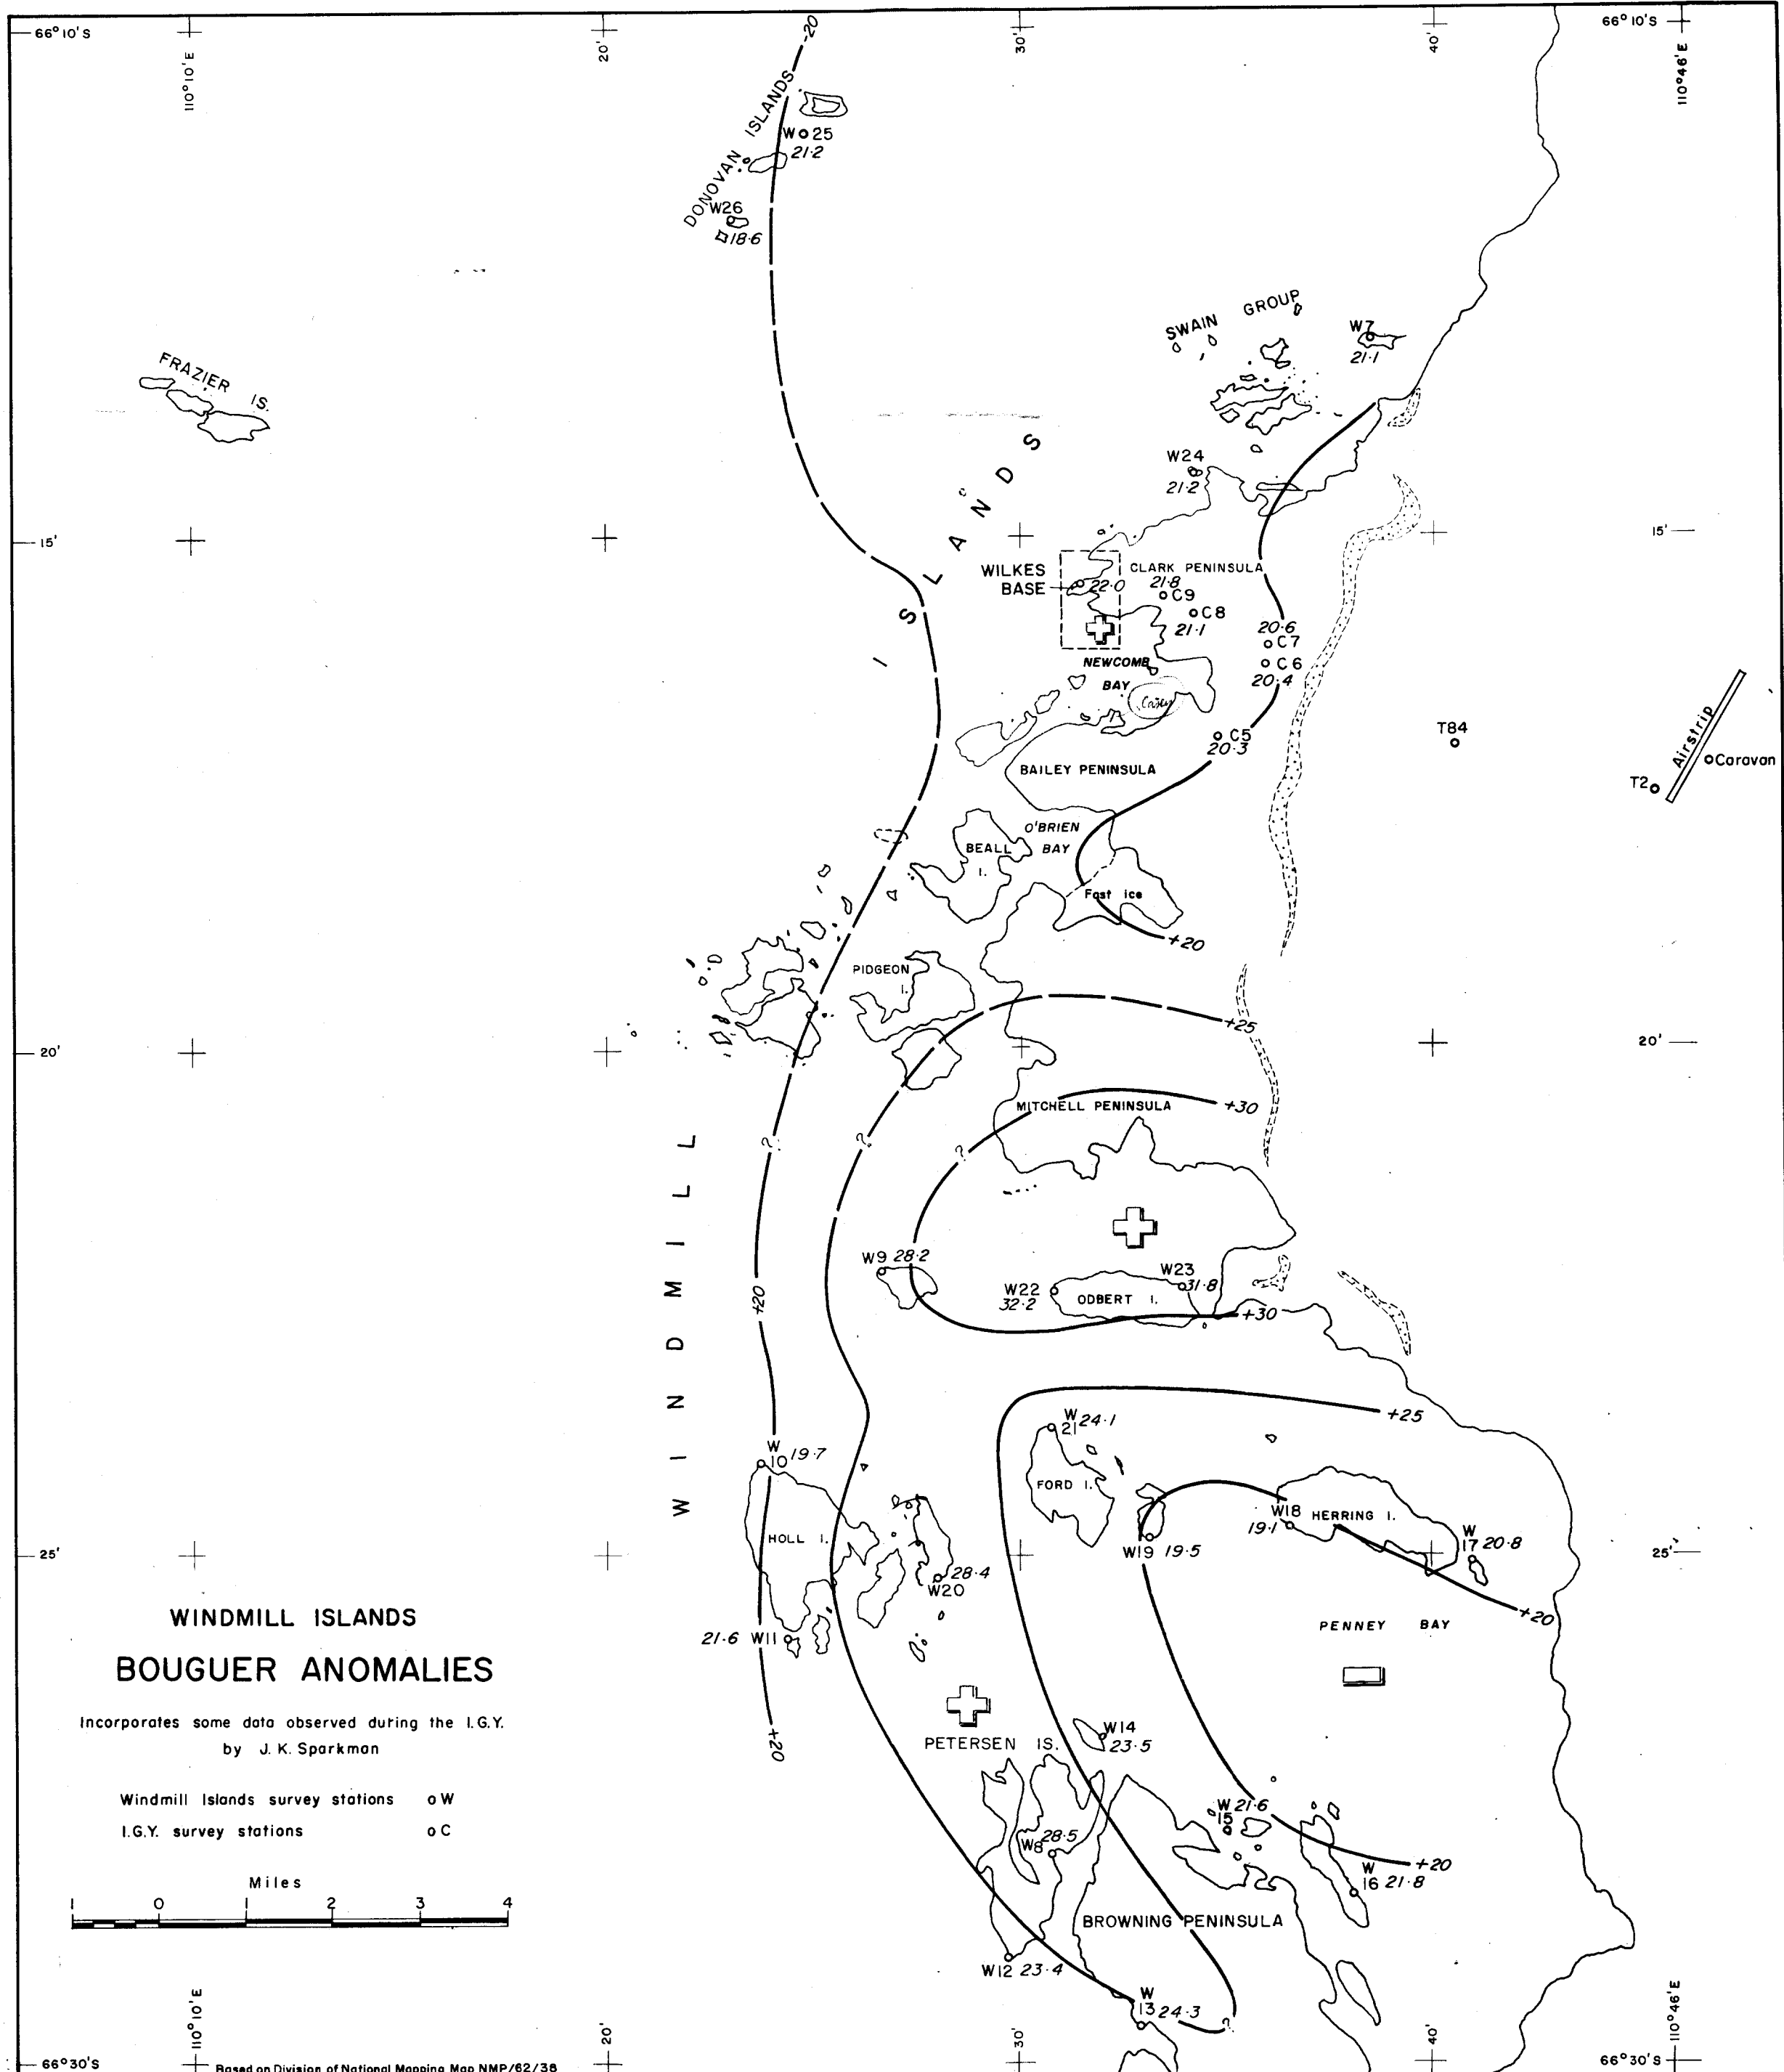 66°10'S
110°10'E
20'
-20
30'
40'
110°46'E
66°10'S
DONOVAN ISLANDS
W 25
21·2
W26
18·6
SWAIN GROUP
W7
21·1
FRAZIER IS.
W24
21·2
15'
15'
WINDMILL ISLANDS
WILKES
BASE
22·0
CLARK PENINSULA
21·8
C9
C8
21·1
20·6
C7
C6
20·4
NEWCOMB
BAY
Casey
C5
20·3
T84
Airstrip
Caravan
T2
BAILEY PENINSULA
O'BRIEN
BAY
BEALL
I.
Fast ice
+20
PIDGEON
I.
+25
20'
20'
MITCHELL PENINSULA
+30
?
?
?
W9 28·2
W22
32·2
W23
31·8
ODBERT I.
+20
+30
+25
W
21 24·1
W
10 19·7
FORD I.
W18
19·1
HERRING I.
W
17 20·8
HOLL I.
W19 19·5
25'
25'
28·4
W20
+20
21·6 W11
PENNEY BAY
WINDMILL ISLANDS
BOUGUER ANOMALIES
Incorporates some data observed during the I.G.Y.
by J. K. Sparkman
+20
PETERSEN IS.
W14
23·5
Windmill Islands survey stations o W
I.G.Y. survey stations o C
W 21·6
15
W8 28·5
+20
W
16 21·8
Miles
1 0 1 2 3 4
BROWNING PENINSULA
W12 23·4
W
13 24·3
?
110°10'E
20'
30'
40'
110°46'E
66°30'S
66°30'S
Based on Division of National Mapping Map NMP/62/38